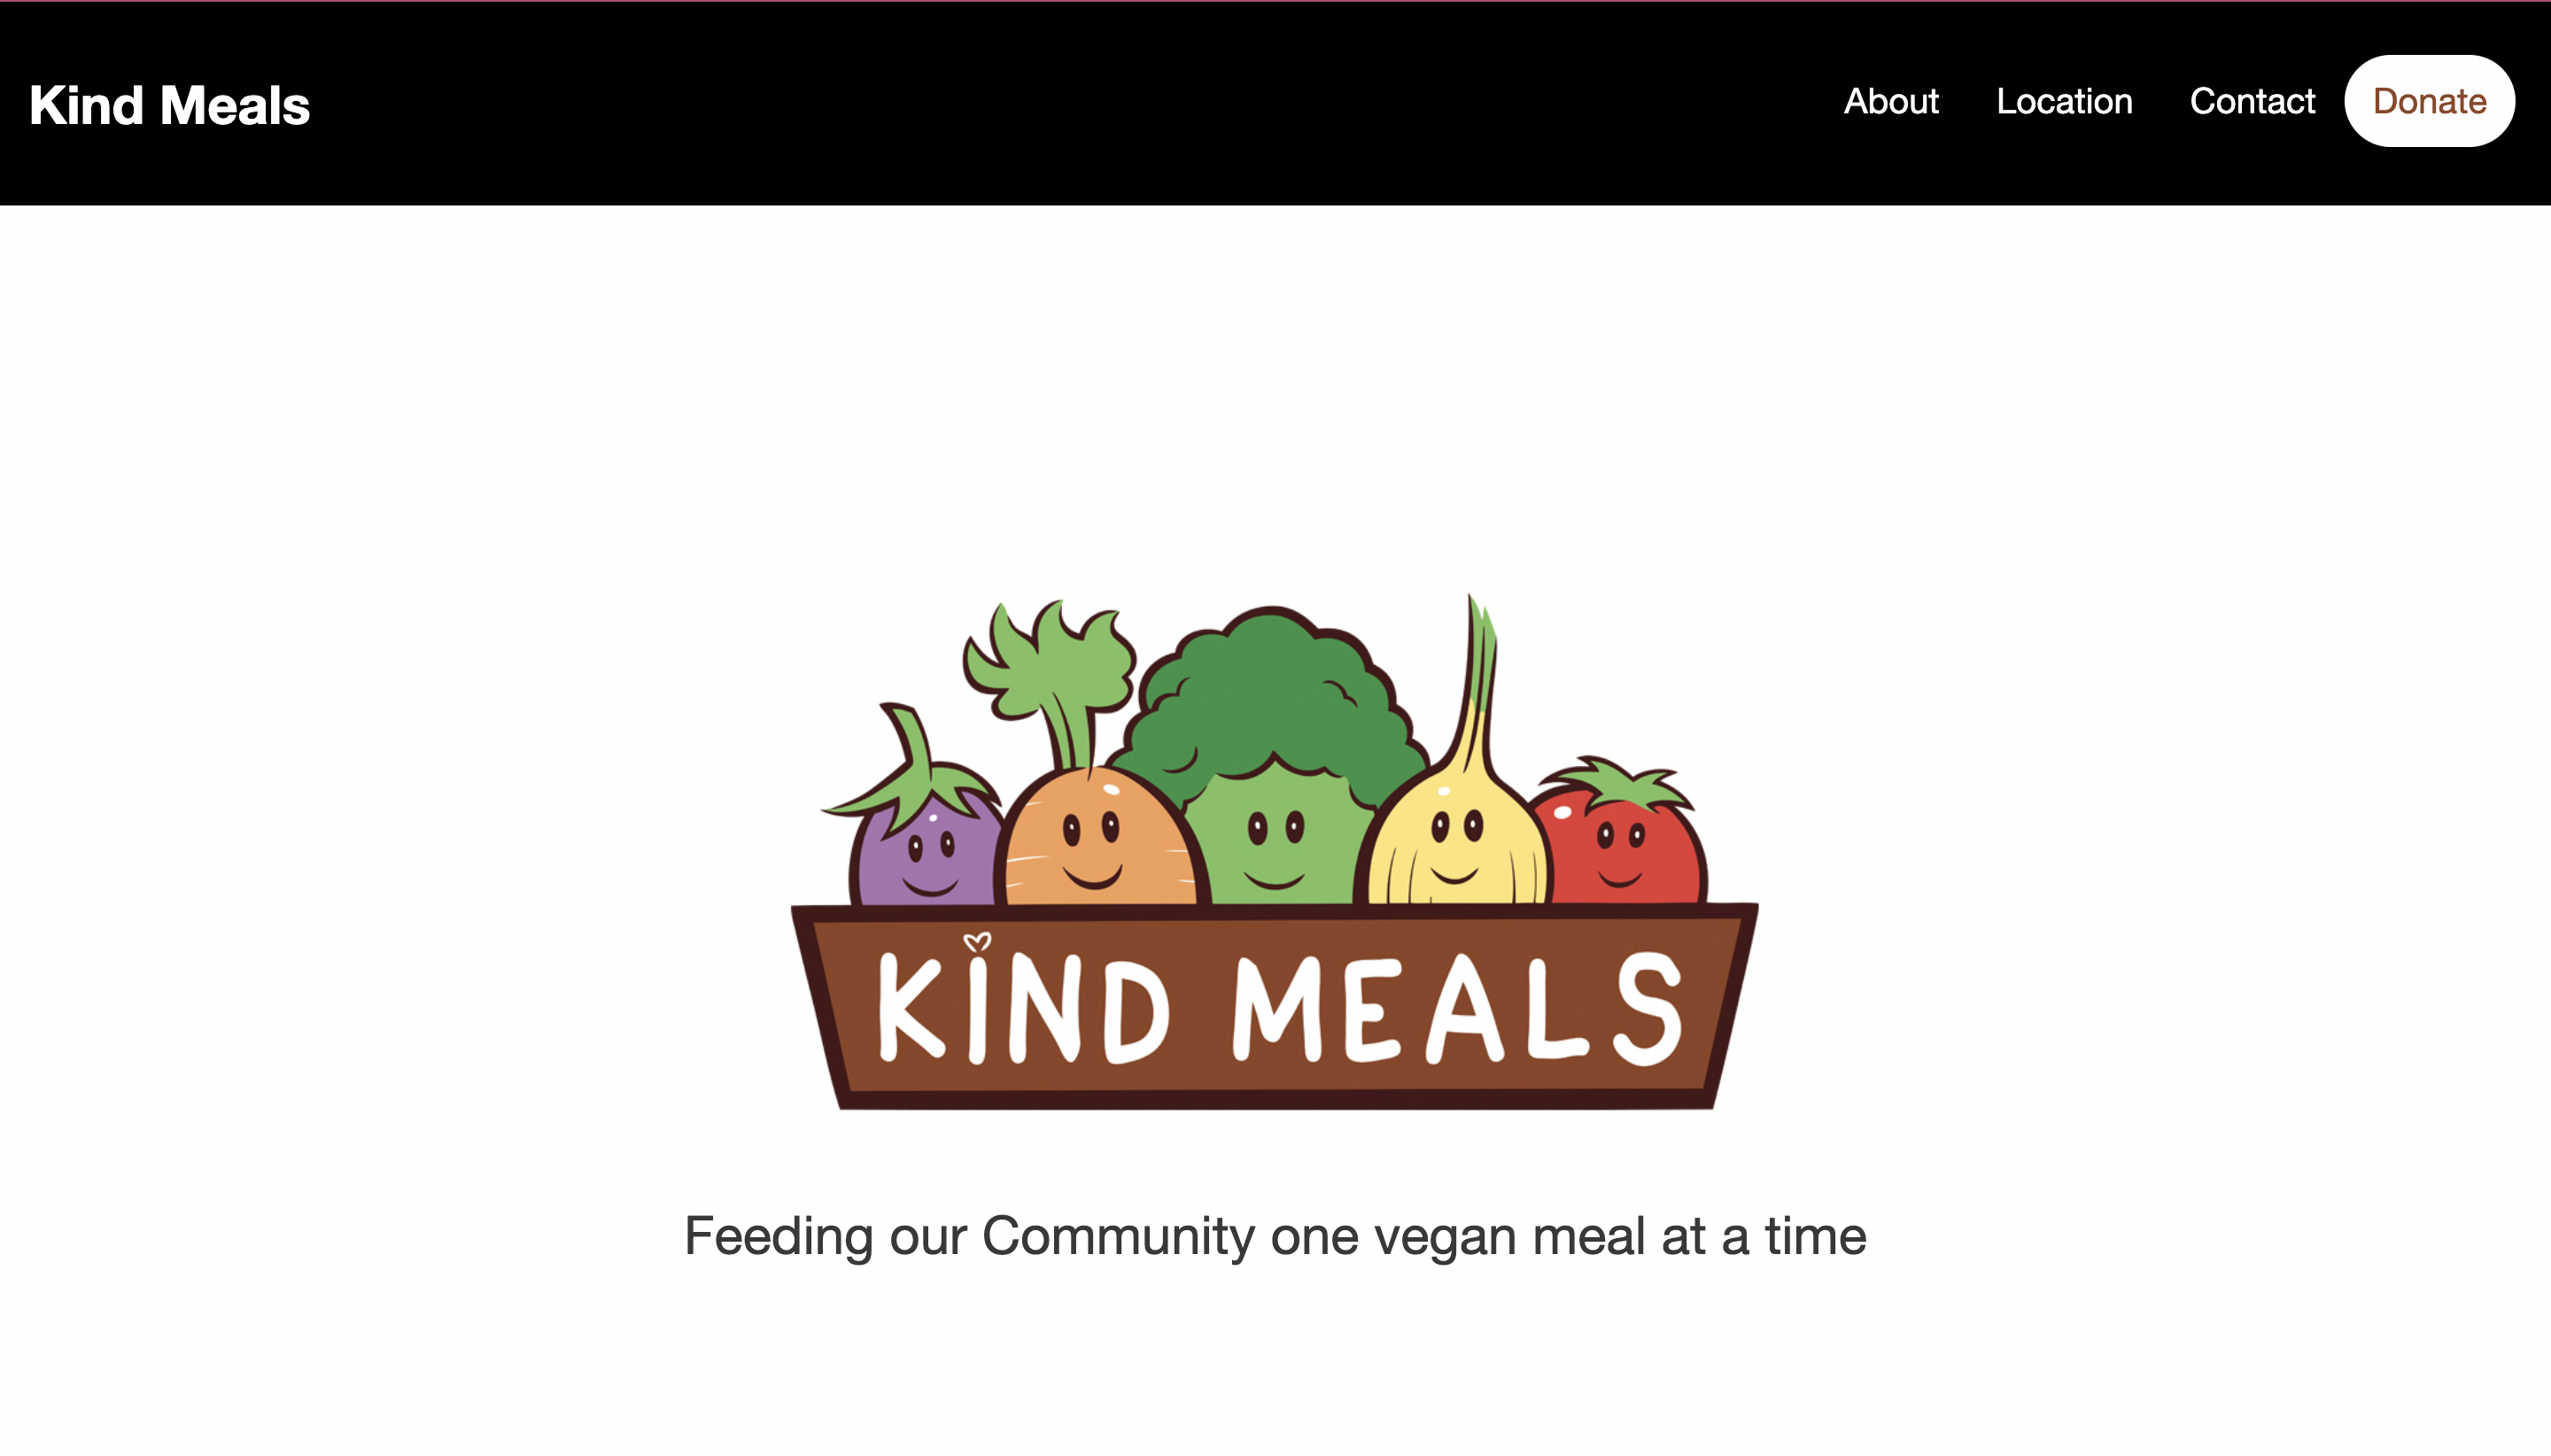 Kind Meals
About Location Contact Donate
KiND MEALS
Feeding our Community one vegan meal at a time